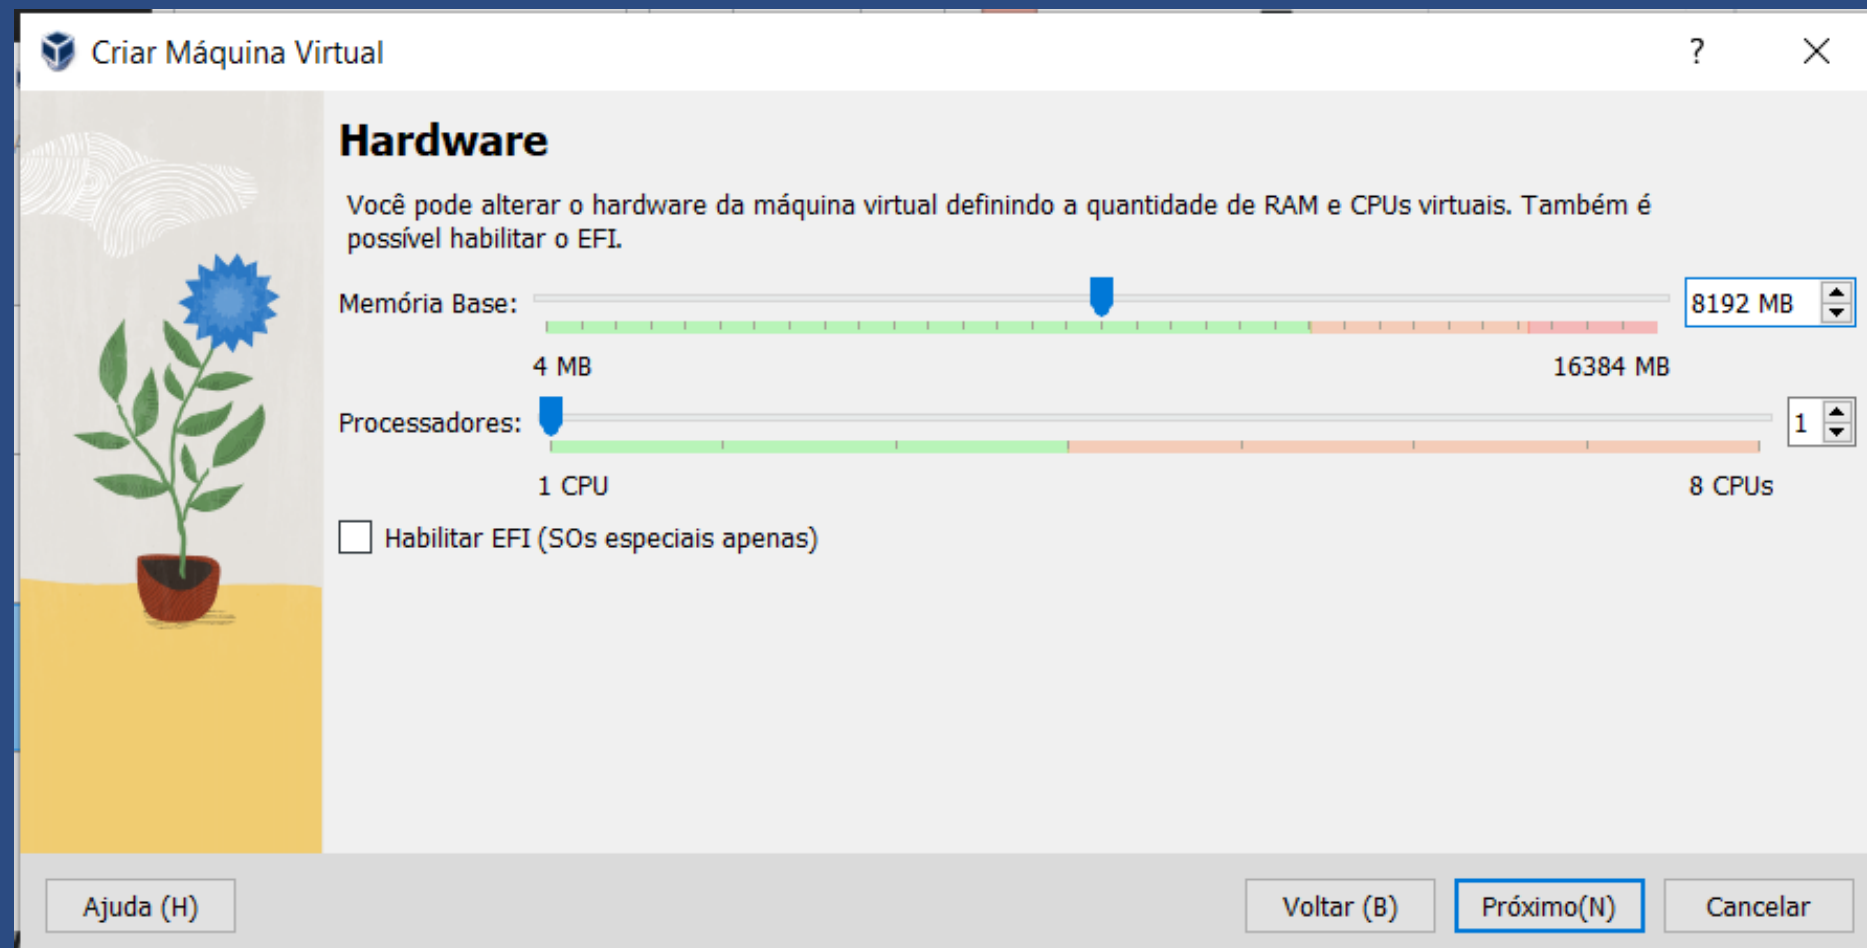 Criar Máquina Virtual
?
Hardware
Você pode alterar o hardware da máquina virtual definindo a quantidade de RAM e CPUs virtuais. Também é
possível habilitar o EFI.
Memória Base:
8192 MB
4 MB
16384 MB
Processadores:
1
1 CPU
8 CPUs
Habilitar EFI (SOs especiais apenas)
Ajuda (H)
Voltar (B)
Próximo(N)
Cancelar